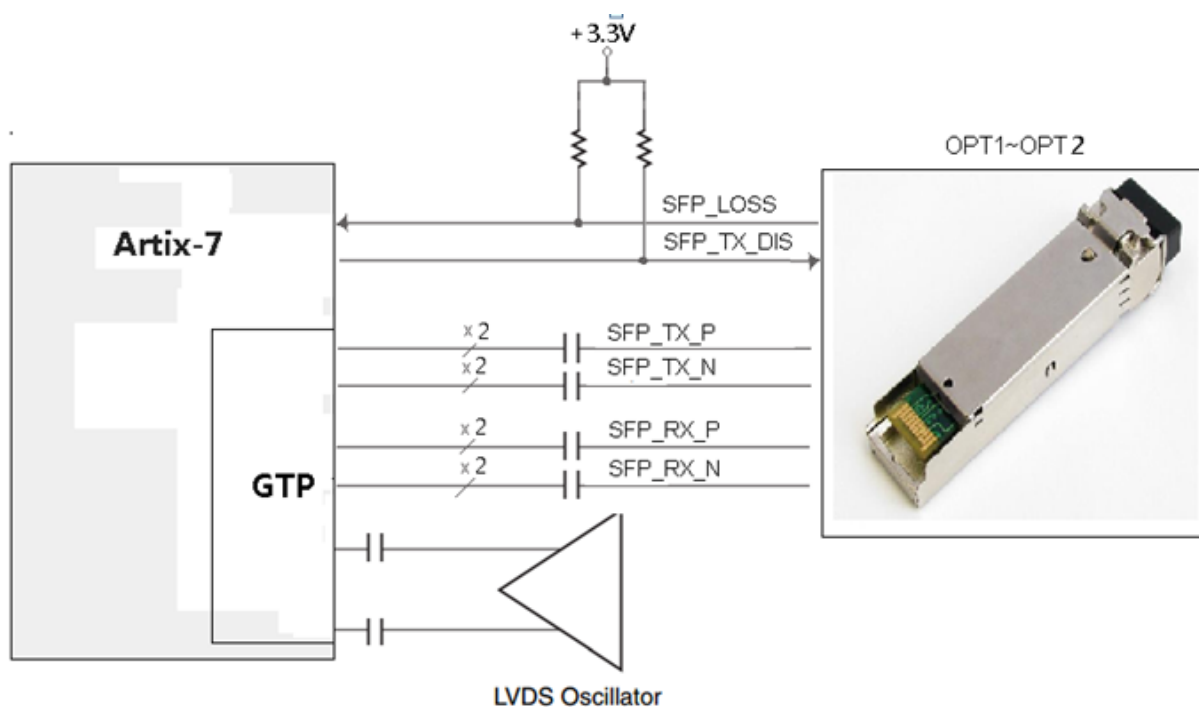 +3.3V
OPT1~OPT2
SFP_LOSS
Artix-7
SFP_TX_DIS
x2
SFP_TX_P
x2
SFP_TX_N
x2
SFP_RX_P
x2
SFP_RX_N
GTP
LVDS Oscillator